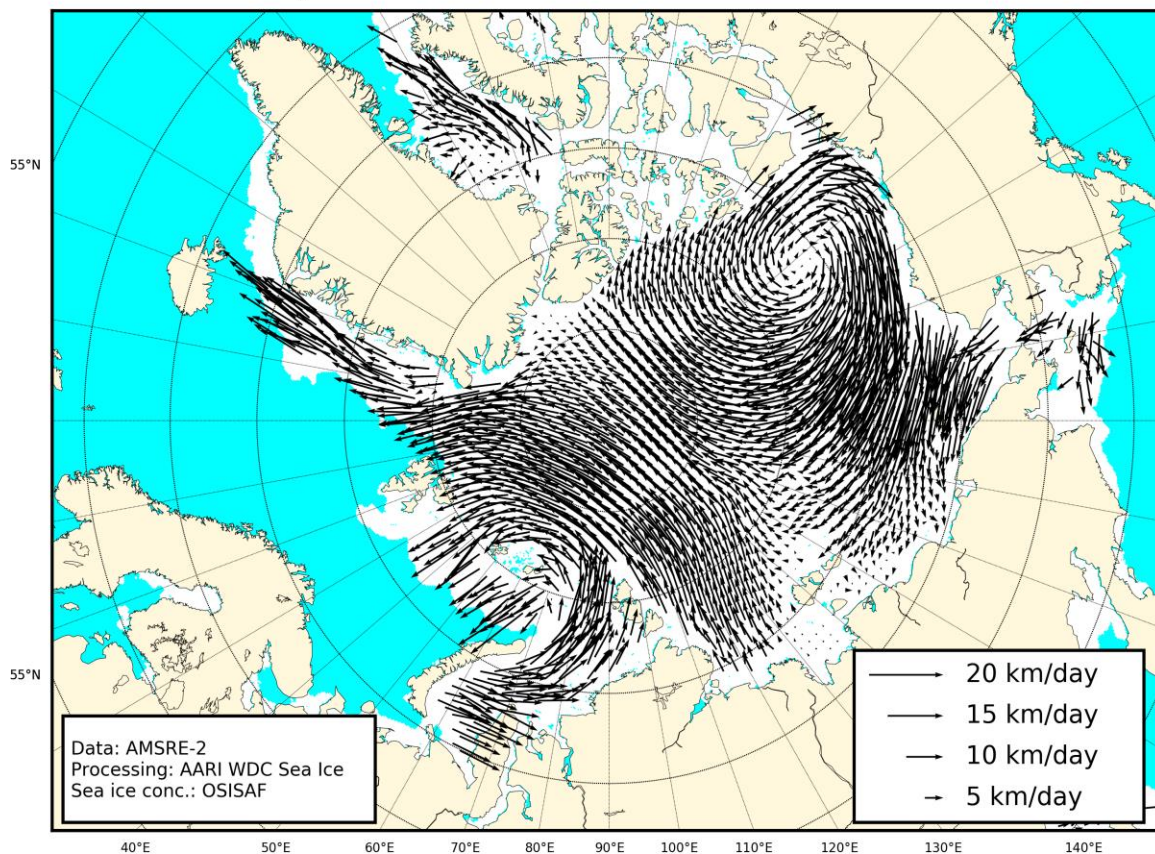 55°N
55°N
Data: AMSRE-2
Processing: AARI WDC Sea Ice
Sea ice conc.: OSISAF
20 km/day
15 km/day
10 km/day
5 km/day
40°E 60°E 70°E 80°E 90°E 100°E 110°E 120°E 130°E 140°E